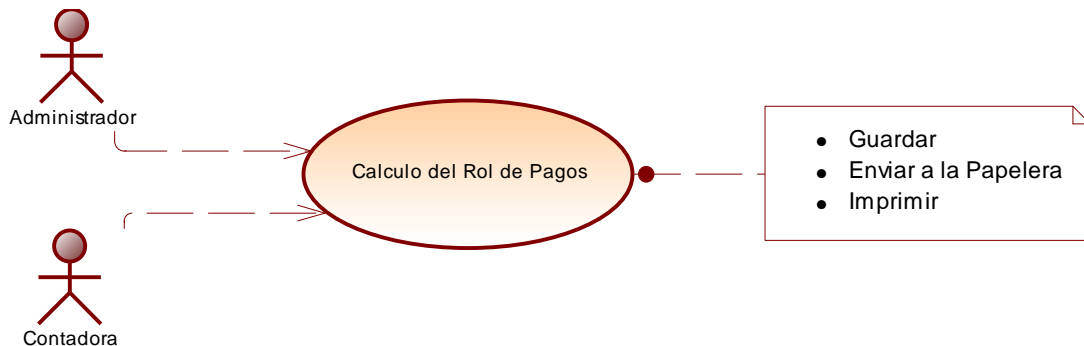 Administrador
Calculo del Rol de Pagos
Contadora
• Guardar
• Enviar a la Papelera
• Imprimir